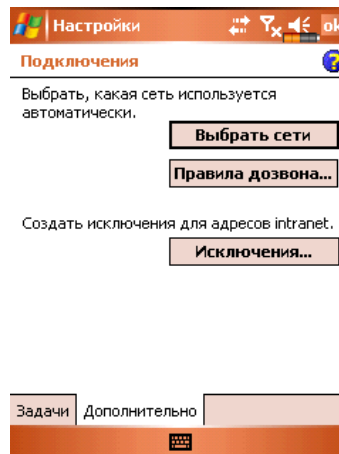 Настройки
ok
Подключения
?
Выбрать, какая сеть используется
автоматически.
Выбрать сети
Правила дозвона...
Создать исключения для адресов intranet.
Исключения...
Задачи
Дополнительно